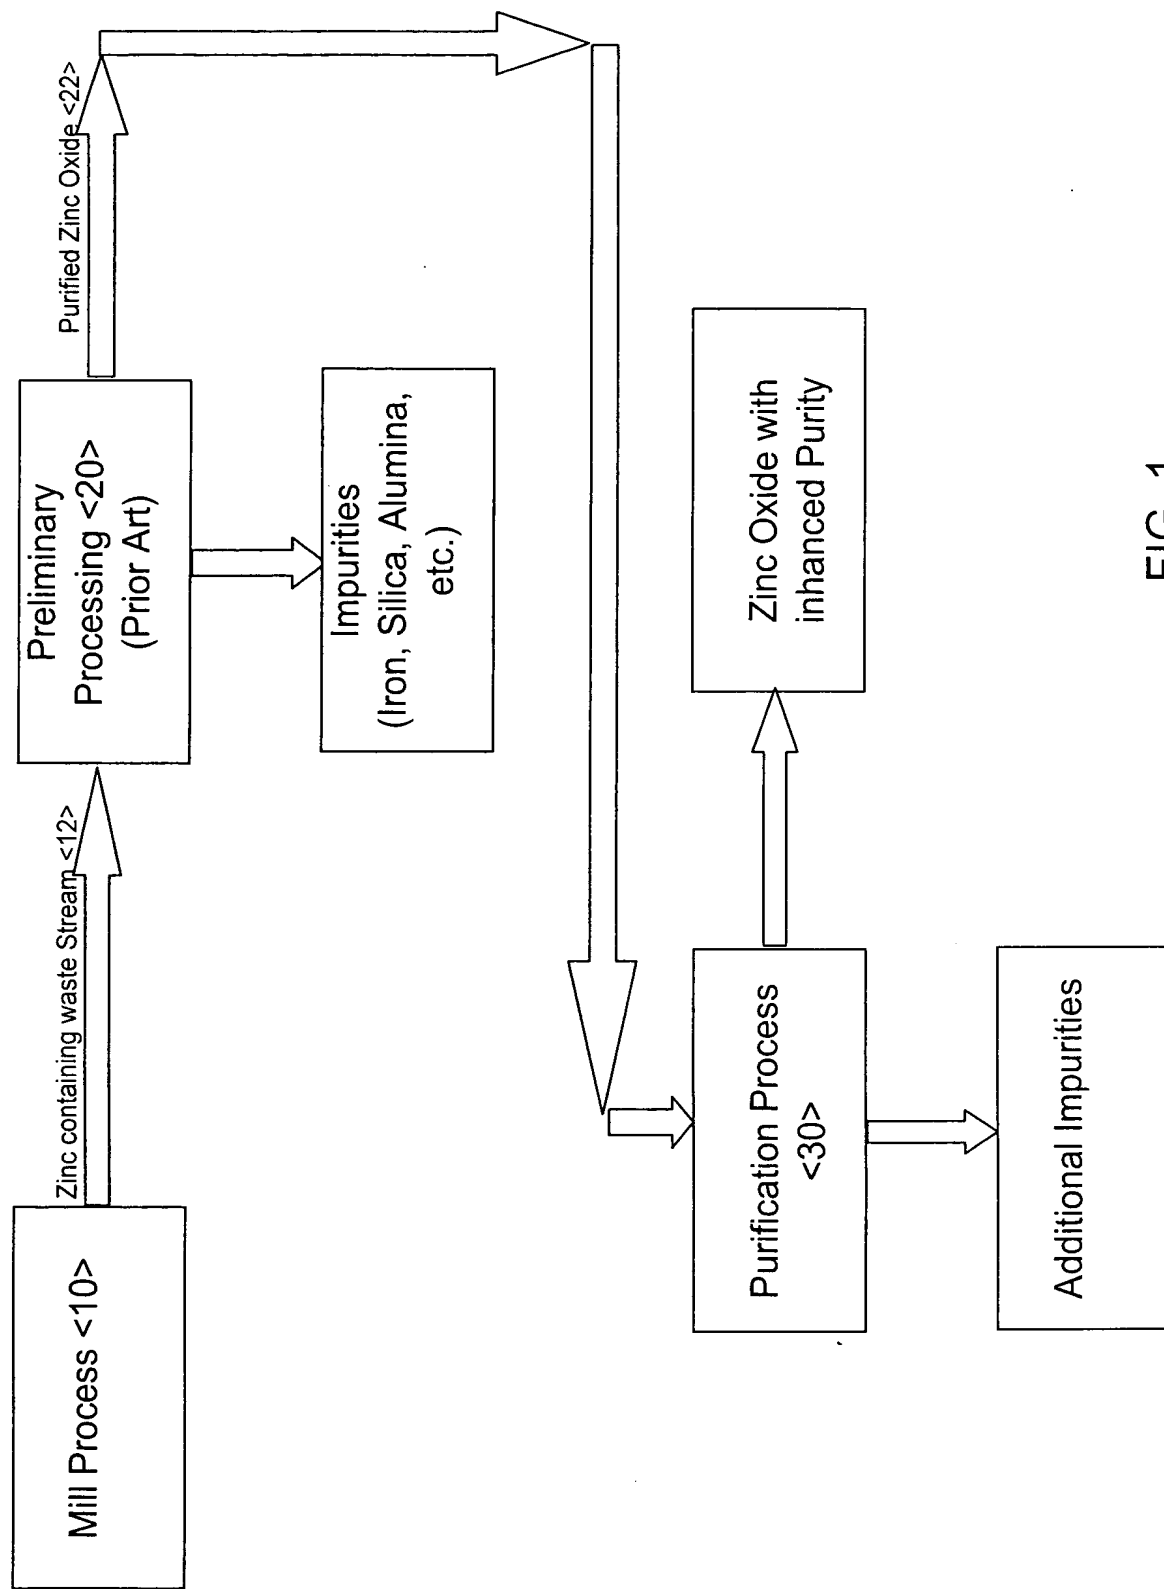 Mill Process <10>
Zinc containing waste Stream <12>
Preliminary
Processing <20>
(Prior Art)
Purified Zinc Oxide <22>
Impurities
(Iron, Silica, Alumina,
etc.)
Purification Process
<30>
Zinc Oxide with
inhanced Purity
Additional Impurities
FIG. 1